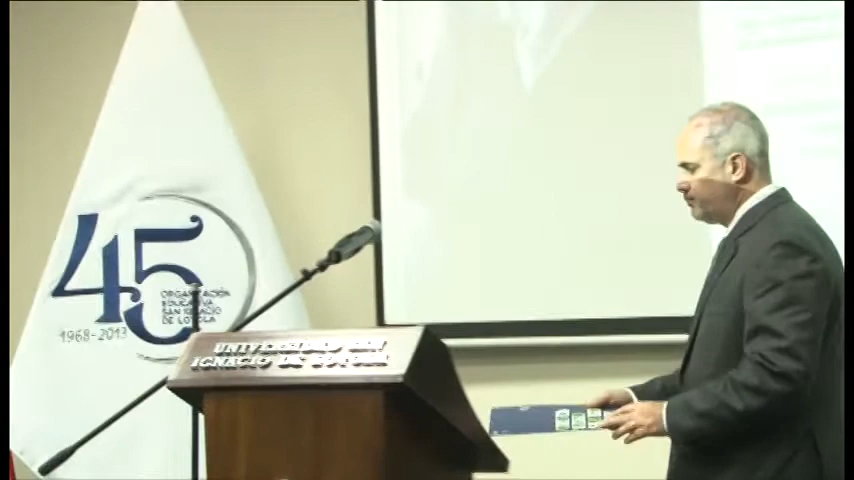 45
ORGANIZACIÓN
EDUCATIVA
SAN IGNACIO
DE LOYOLA
1968-2013
UNIVERSIDAD SAN
IGNACIO DE LOYOLA